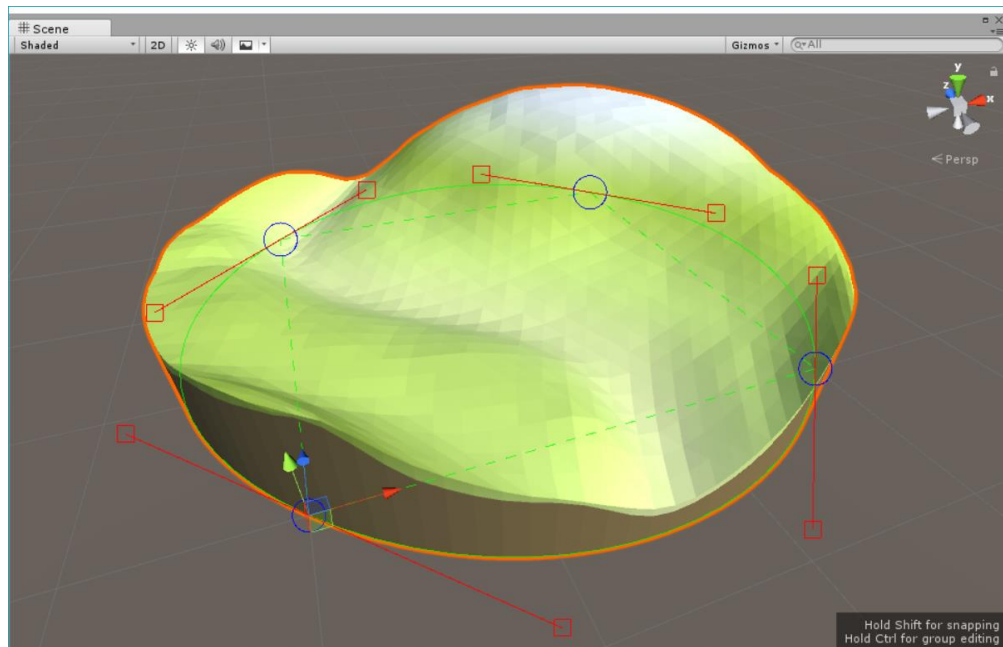 Scene
Shaded 2D Gizmos All
y
z x
Persp
Hold Shift for snapping
Hold Ctrl for group editing